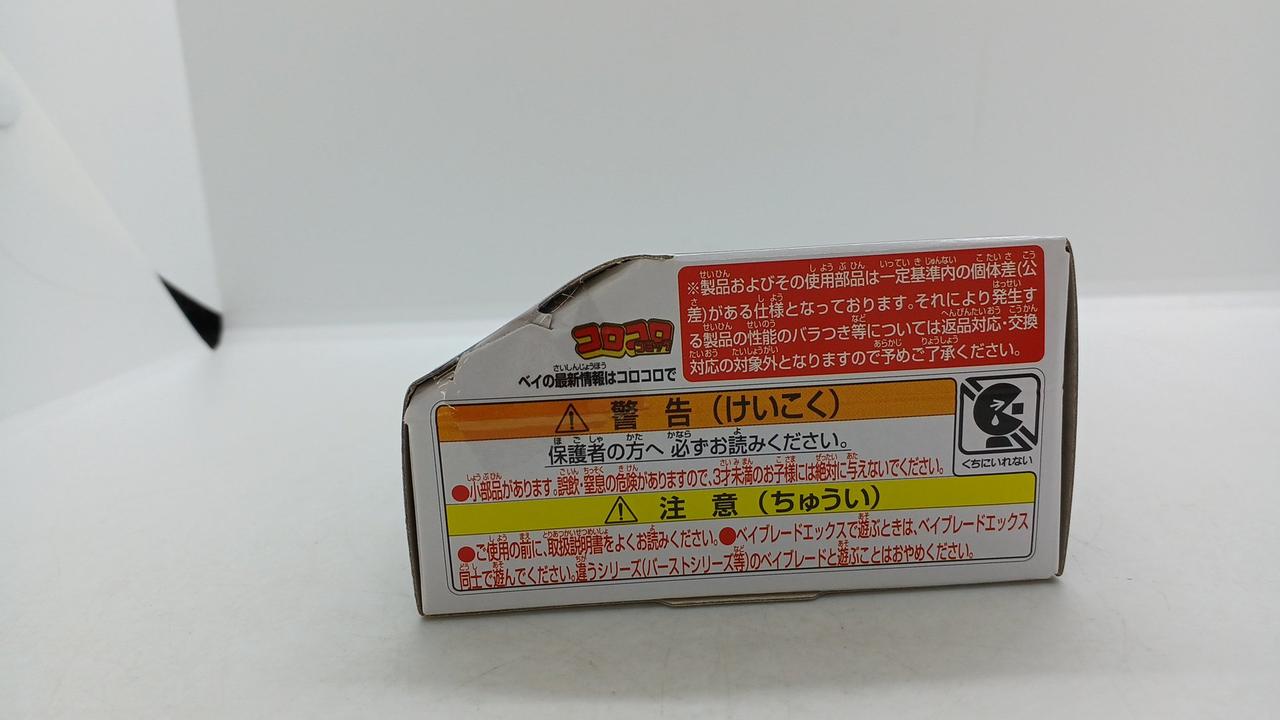 ※製品およびその使用部品は一定基準内の個体差(公
差)がある仕様となっております。それにより発生す
る製品の性能のバラつき等については返品対応・交換
対応の対象外となりますので予めご了承ください。
コロコロ
コミック
ベイの最新情報はコロコロで
警 告(けいこく)
保護者の方へ 必ずお読みください。
●小部品があります。誤飲・窒息の危険がありますので、3才未満のお子様には絶対に与えないでください。
くちにいれない
注 意(ちゅうい)
●ご使用の前に、取扱説明書をよくお読みください。●ベイブレードエックスで遊ぶときは、ベイブレードエックス
同士で遊んでください。違うシリーズ(バーストシリーズ等)のベイブレードと遊ぶことはおやめください。